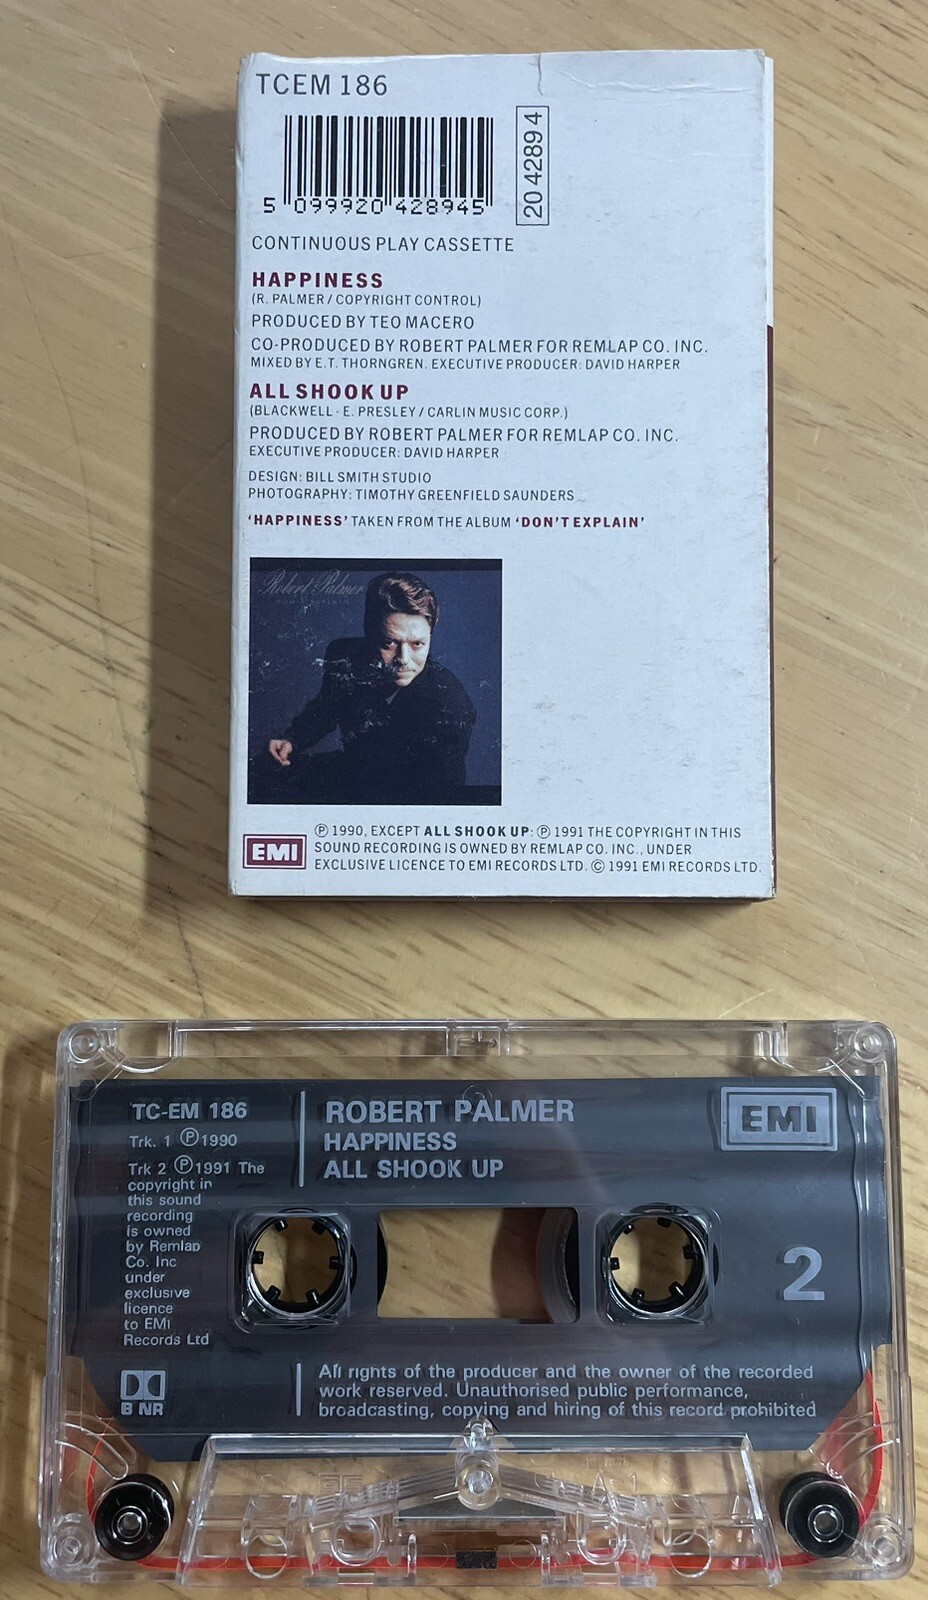 TCEM 186
5 099920 428945
20 4289 4
CONTINUOUS PLAY CASSETTE
HAPPINESS
(R. PALMER / COPYRIGHT CONTROL)
PRODUCED BY TEO MACERO
CO-PRODUCED BY ROBERT PALMER FOR REMLAP CO. INC.
MIXED BY E.T. THORNGREN. EXECUTIVE PRODUCER: DAVID HARPER
ALL SHOOK UP
(BLACKWELL - E. PRESLEY / CARLIN MUSIC CORP.)
PRODUCED BY ROBERT PALMER FOR REMLAP CO. INC.
EXECUTIVE PRODUCER: DAVID HARPER
DESIGN: BILL SMITH STUDIO
PHOTOGRAPHY: TIMOTHY GREENFIELD SAUNDERS
'HAPPINESS' TAKEN FROM THE ALBUM 'DON'T EXPLAIN'
Robert Palmer
EMI
℗ 1990, EXCEPT ALL SHOOK UP: ℗ 1991 THE COPYRIGHT IN THIS
SOUND RECORDING IS OWNED BY REMLAP CO. INC., UNDER
EXCLUSIVE LICENCE TO EMI RECORDS LTD. © 1991 EMI RECORDS LTD.
TC-EM 186
Trk. 1 ℗1990
Trk 2 ℗1991 The
copyright in
this sound
recording
is owned
by Remlap
Co. Inc
under
exclusive
licence
to EMI
Records Ltd
ROBERT PALMER
HAPPINESS
ALL SHOOK UP
EMI
2
B NR
All rights of the producer and the owner of the recorded
work reserved. Unauthorised public performance,
broadcasting, copying and hiring of this record prohibited